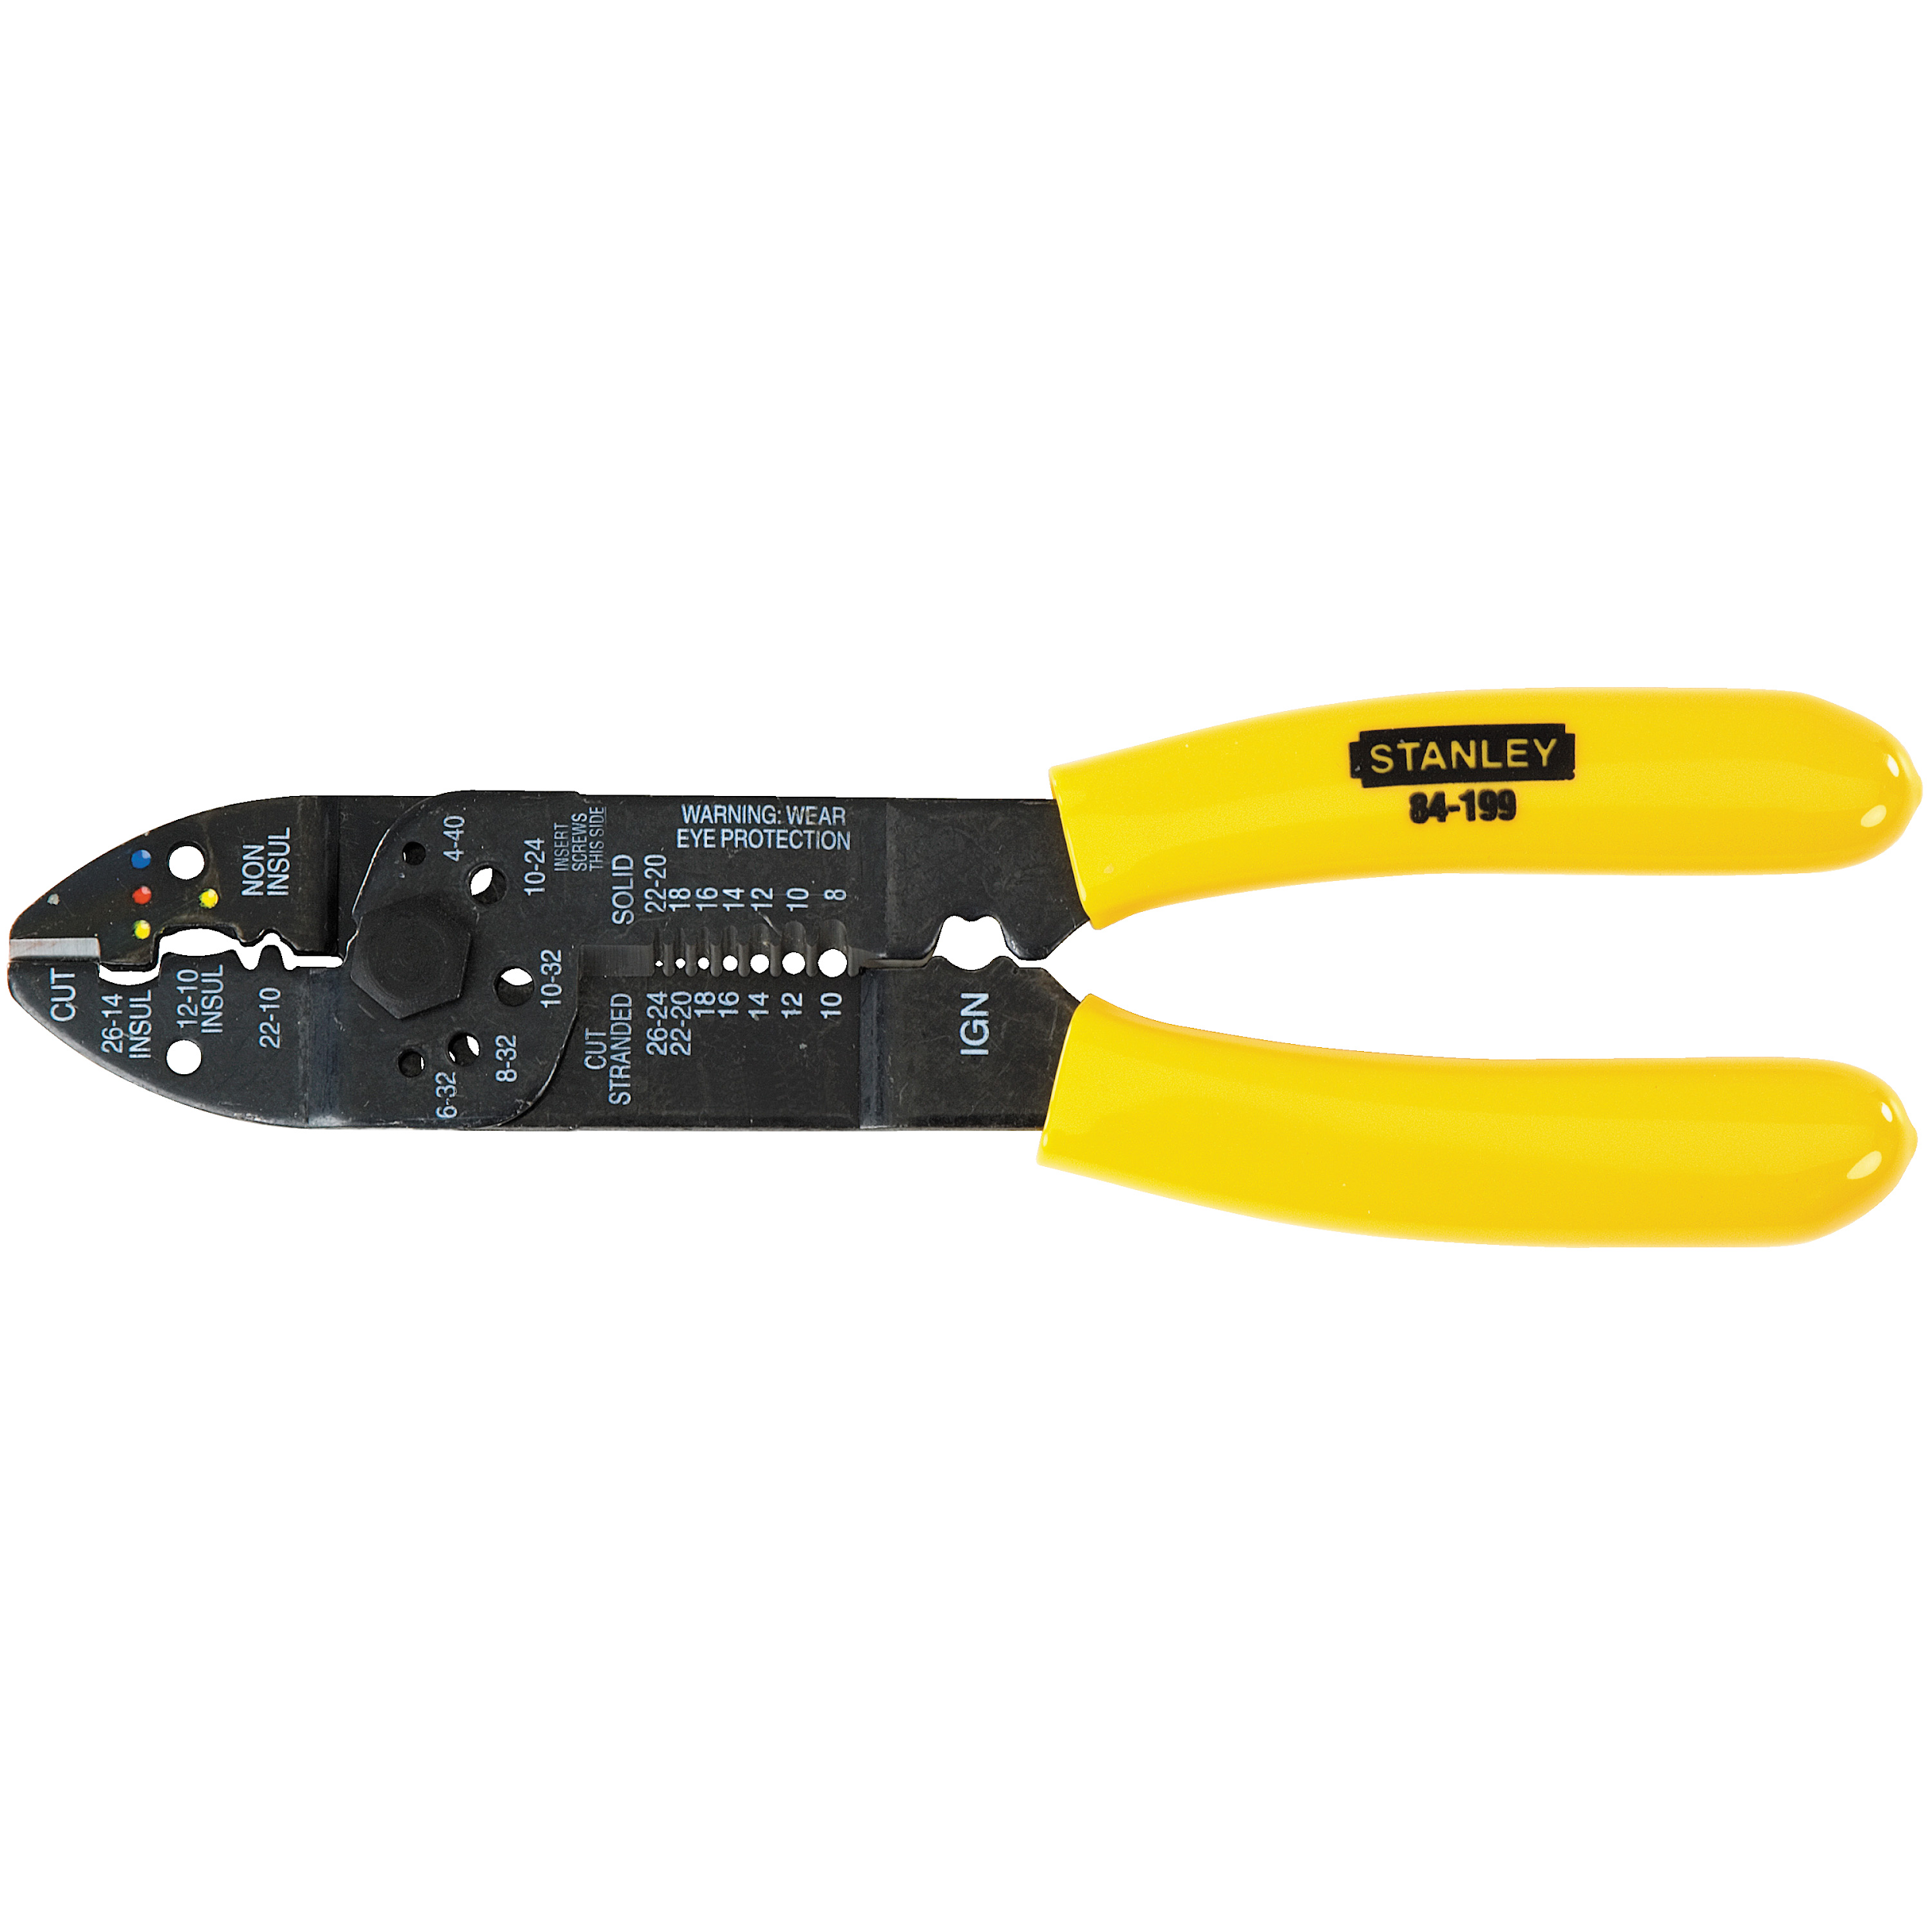 STANLEY
84-199
WARNING: WEAR
EYE PROTECTION
NON
INSUL
CUT
26-14
INSUL
12-10
INSUL
22-10
4-40
10-24
INSERT
SCREWS
THIS SIDE
10-32
8-32
6-32
SOLID
22-20
18
16
14
12
10
8
CUT
STRANDED
26-24
22-20
18
16
14
12
10
IGN